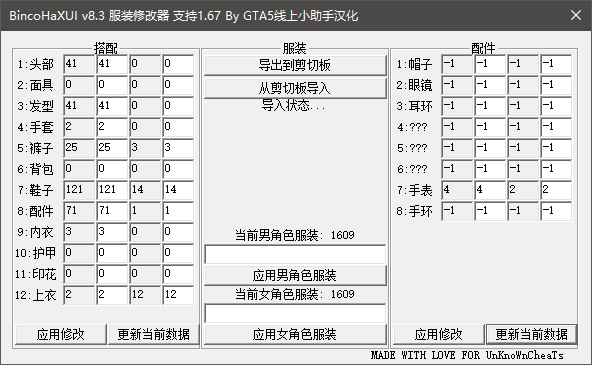 BincoHaXUI v8.3 服装修改器 支持1.67 By GTA5线上小助手汉化
搭配
1:头部 41 41 0 0
2:面具 0 0 0 0
3:发型 41 41 0 0
4:手套 2 2 0 0
5:裤子 25 25 3 3
6:背包 0 0 0 0
7:鞋子 121 121 14 14
8:配件 71 71 1 1
9:内衣 3 3 0 0
10:护甲 0 0 0 0
11:印花 0 0 0 0
12:上衣 2 2 12 12
应用修改 更新当前数据
服装
导出到剪切板
从剪切板导入
导入状态...
当前男角色服装: 1609
应用男角色服装
当前女角色服装: 1609
应用女角色服装
配件
1:帽子 -1 -1 -1 -1
2:眼镜 -1 -1 -1 -1
3:耳环 -1 -1 -1 -1
4:??? -1 -1 -1 -1
5:??? -1 -1 -1 -1
6:??? -1 -1 -1 -1
7:手表 4 4 2 2
8:手环 -1 -1 -1 -1
应用修改 更新当前数据
MADE WITH LOVE FOR UnKnoWnCheaTs